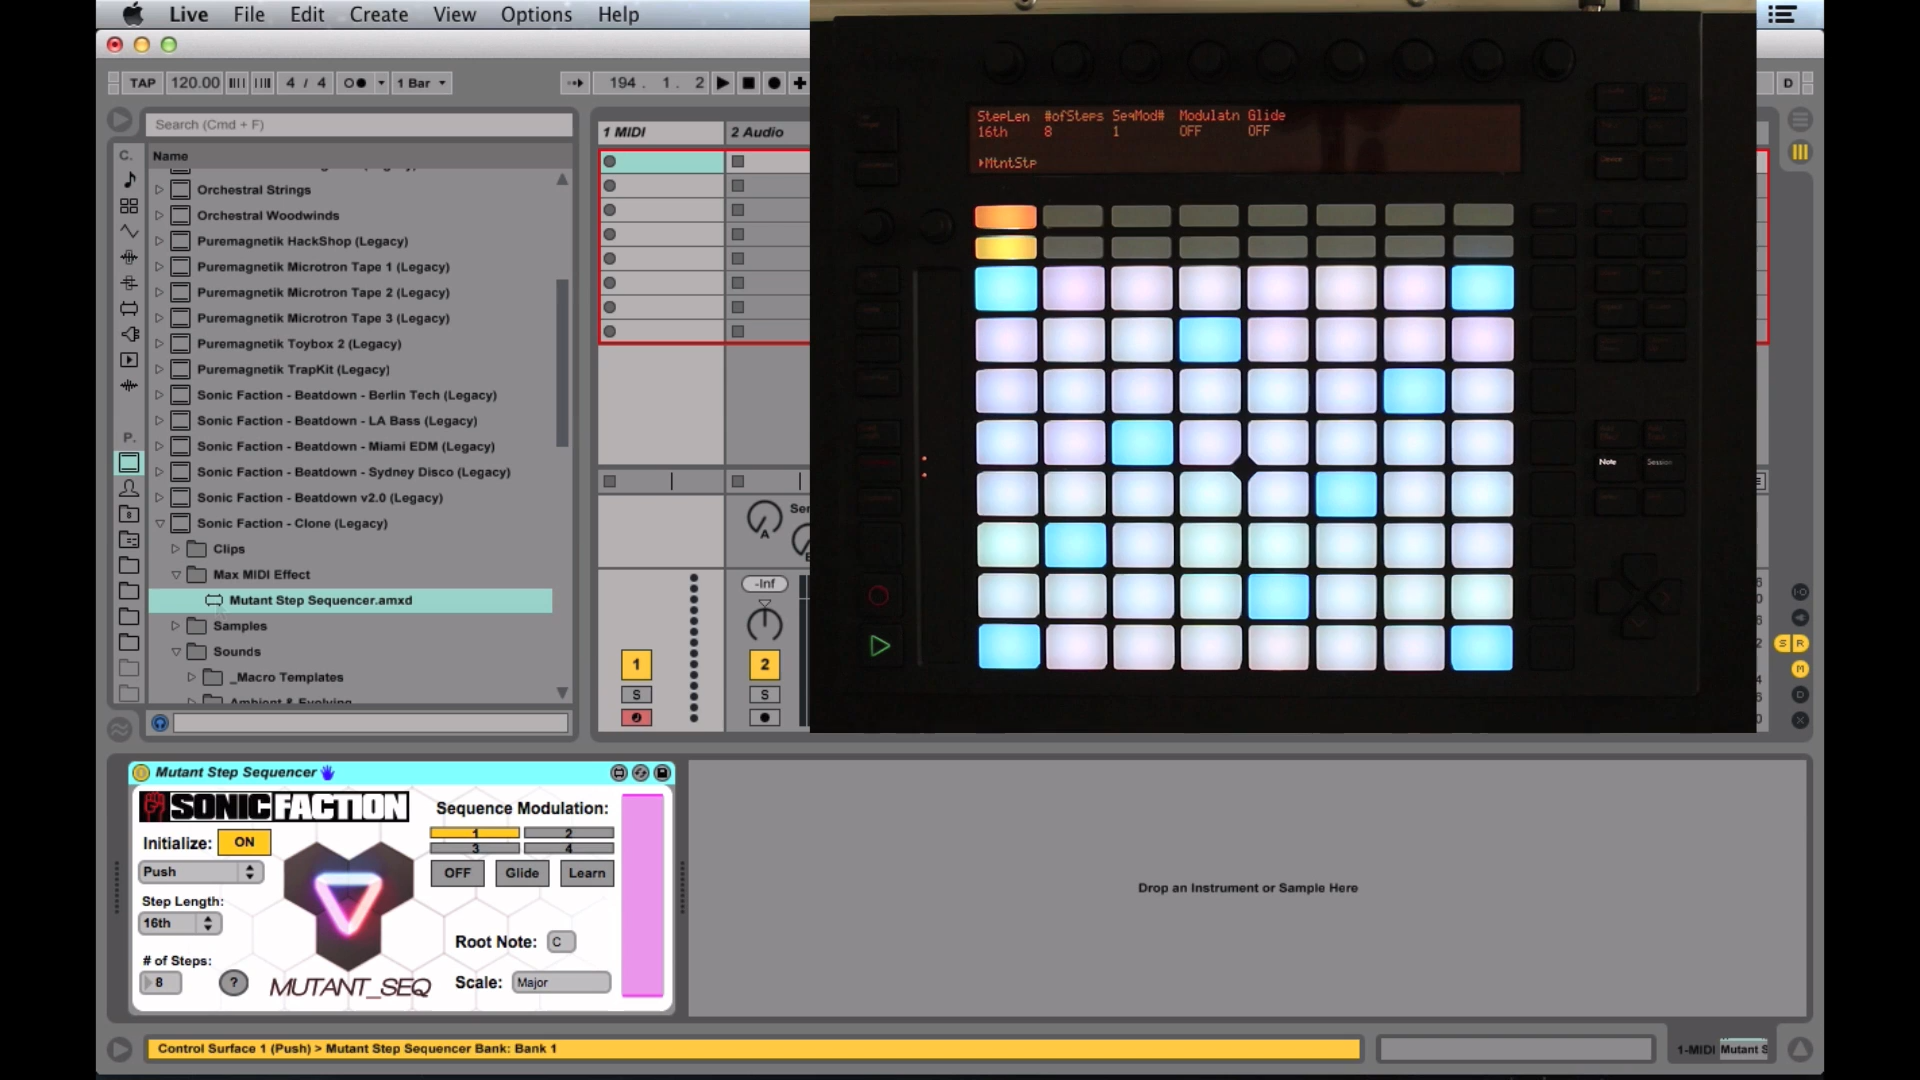 Live File Edit Create View Options Help
TAP 120.00 4 / 4 1 Bar 194 . 1 . 2 D
Search (Cmd + F)
C. Name
Orchestral Strings
Orchestral Woodwinds
Puremagnetik HackShop (Legacy)
Puremagnetik Microtron Tape 1 (Legacy)
Puremagnetik Microtron Tape 2 (Legacy)
Puremagnetik Microtron Tape 3 (Legacy)
Puremagnetik Toybox 2 (Legacy)
Puremagnetik TrapKit (Legacy)
Sonic Faction - Beatdown - Berlin Tech (Legacy)
Sonic Faction - Beatdown - LA Bass (Legacy)
P.
Sonic Faction - Beatdown - Miami EDM (Legacy)
Sonic Faction - Beatdown - Sydney Disco (Legacy)
Sonic Faction - Beatdown v2.0 (Legacy)
Sonic Faction - Clone (Legacy)
Clips
Max MIDI Effect
Mutant Step Sequencer.amxd
Samples
Sounds
_Macro Templates
Ambient & Evolving
1 MIDI 2 Audio
A
-Inf
1 2
S S
StepLen #ofSteps SeqMod# Modulatn Glide
16th 8 1 OFF OFF
MtntStp
Note Session
S R
M
D
X
Mutant Step Sequencer
SONIC FACTION
Initialize: ON
Push
Step Length:
16th
# of Steps:
8 ?
MUTANT_SEQ
Sequence Modulation:
1 2
3 4
OFF Glide Learn
Root Note: C
Scale: Major
Drop an Instrument or Sample Here
Control Surface 1 (Push) > Mutant Step Sequencer Bank: Bank 1
1-MIDI Mutant S